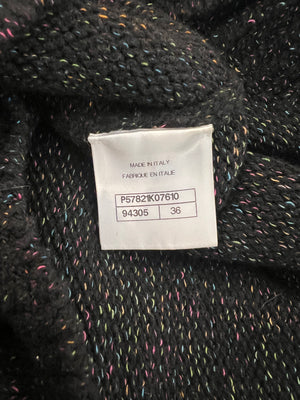 MADE IN ITALY
FABRIQUE EN ITALIE
P57821K07610
94305 36